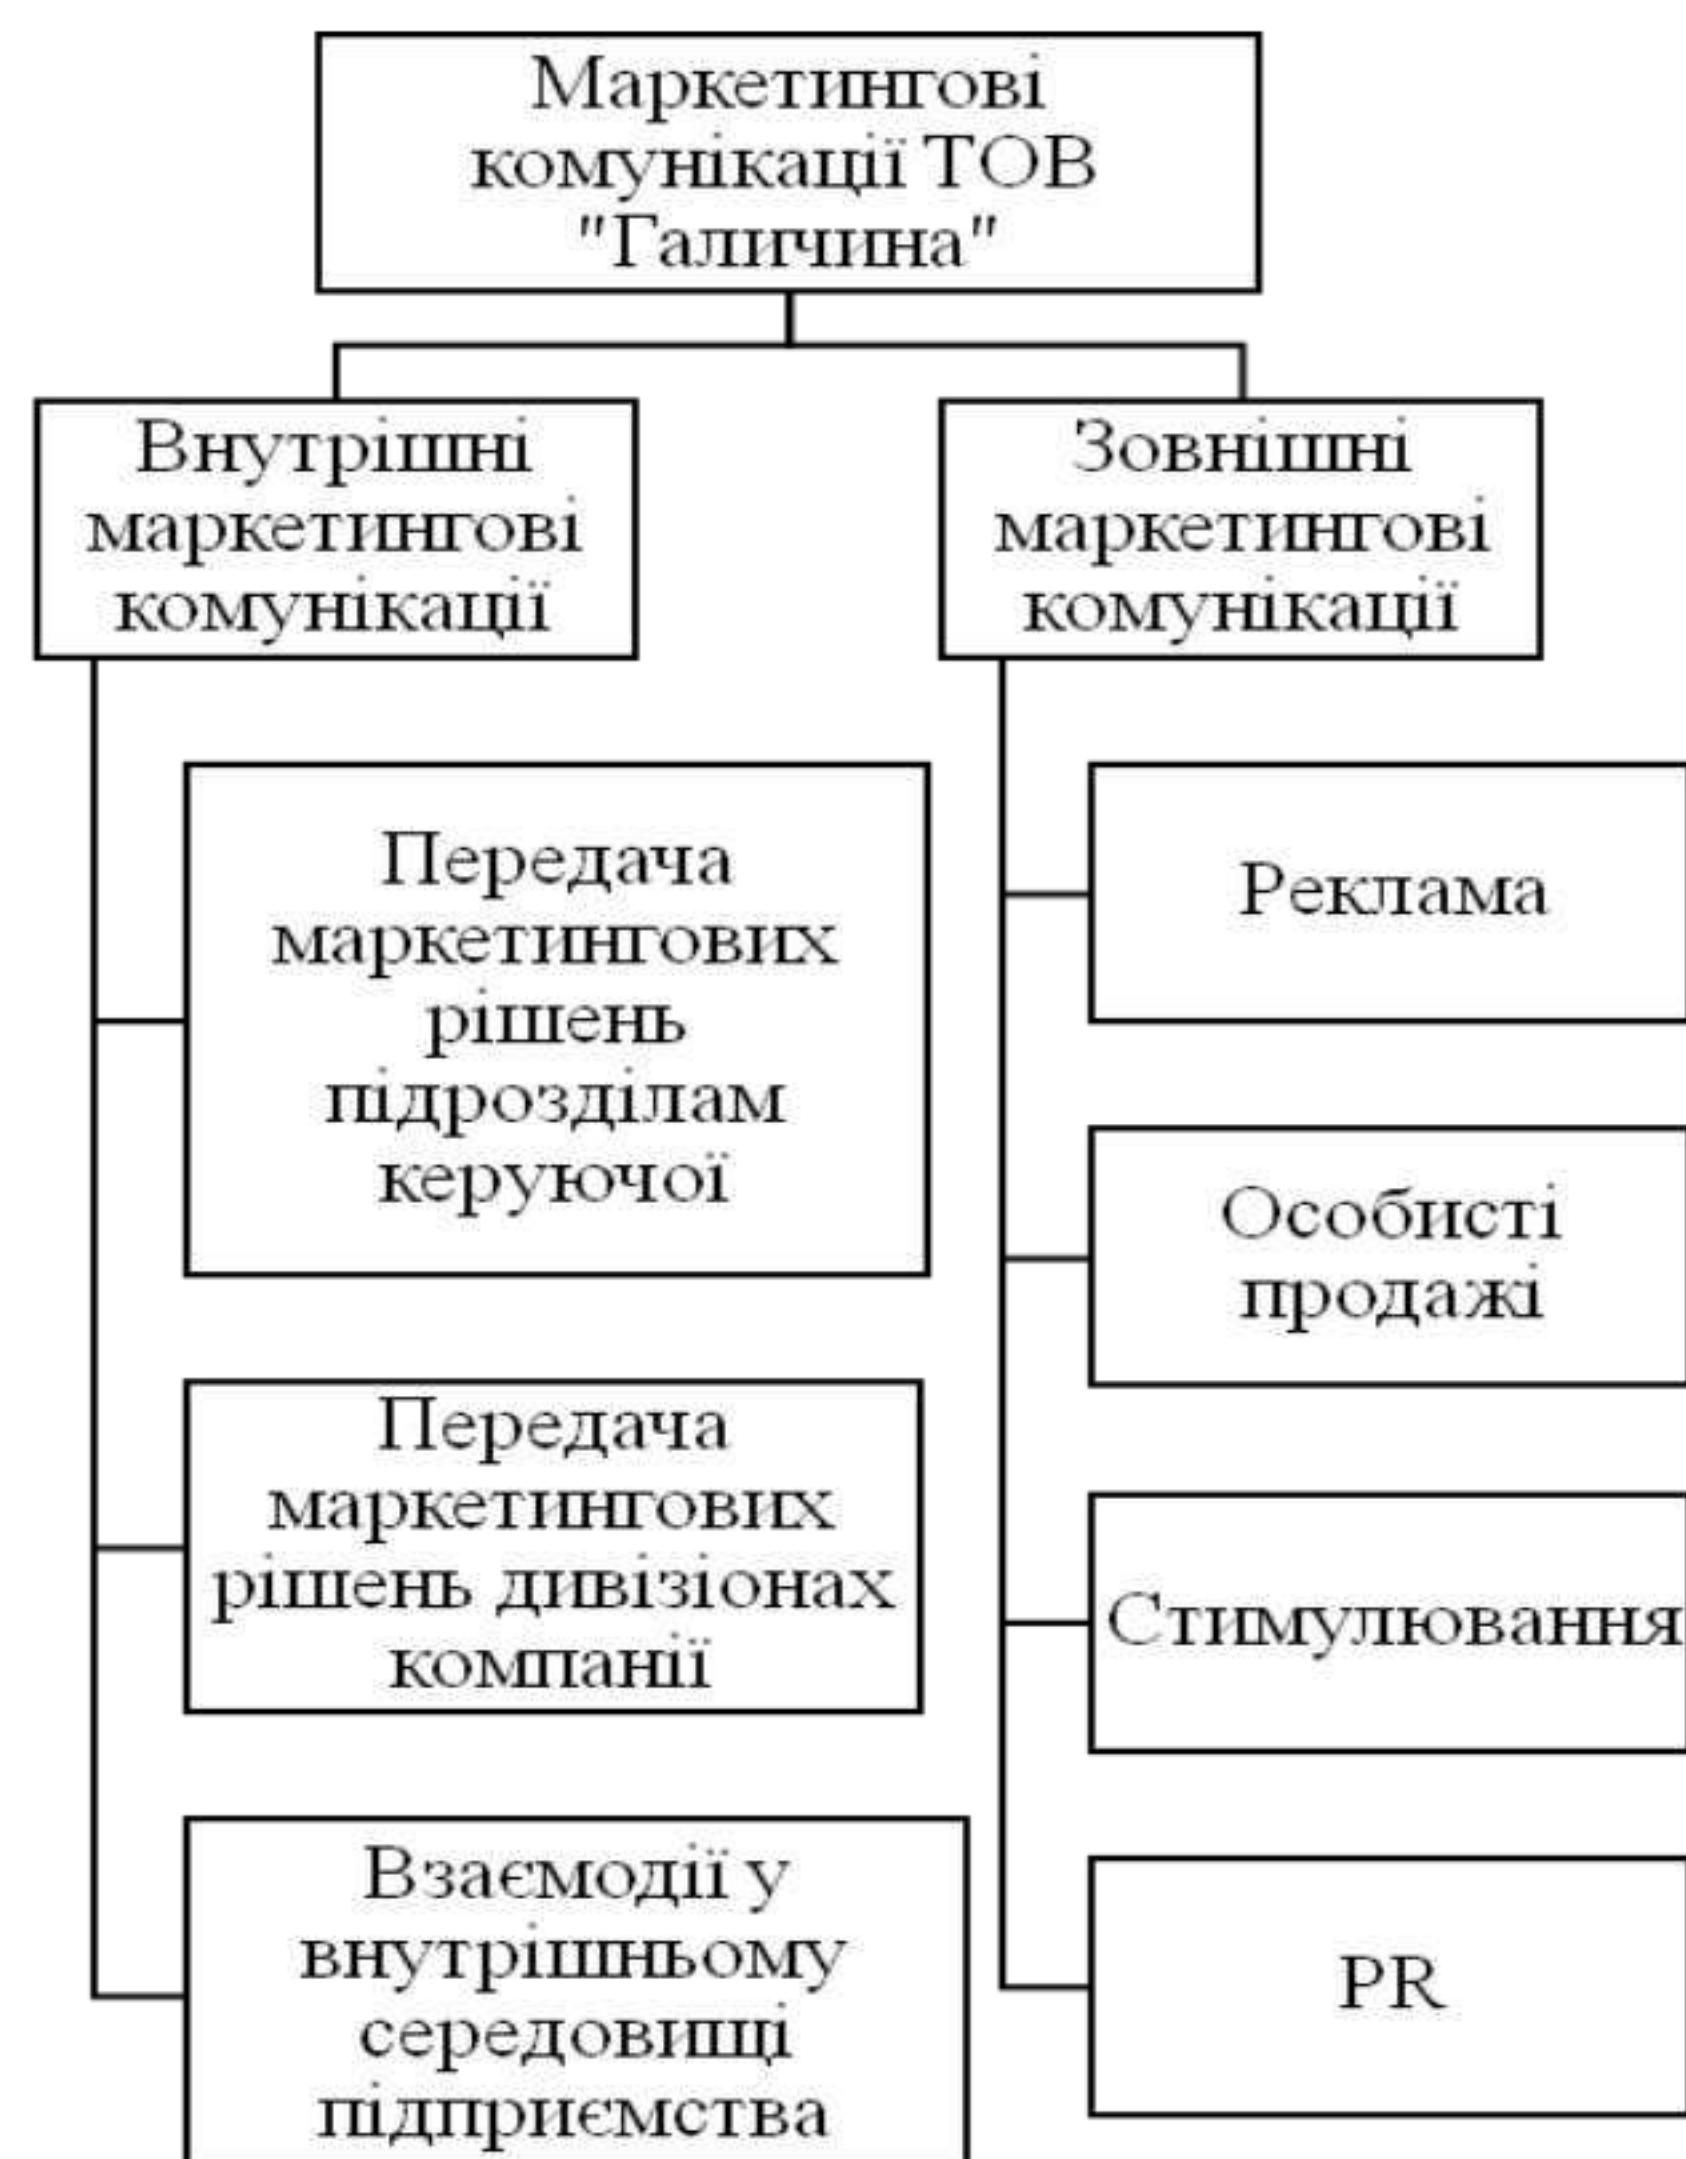 Маркетингові
комунікації ТОВ
"Галичина"
Внутрішні
маркетингові
комунікації
Зовнішні
маркетингові
комунікації
Передача
маркетингових
рішень
підрозділам
керуючої
Передача
маркетингових
рішень дивізіонах
компанії
Взаємодії у
внутрішньому
середовищі
підприємства
Реклама
Особисті
продажі
Стимулювання
PR